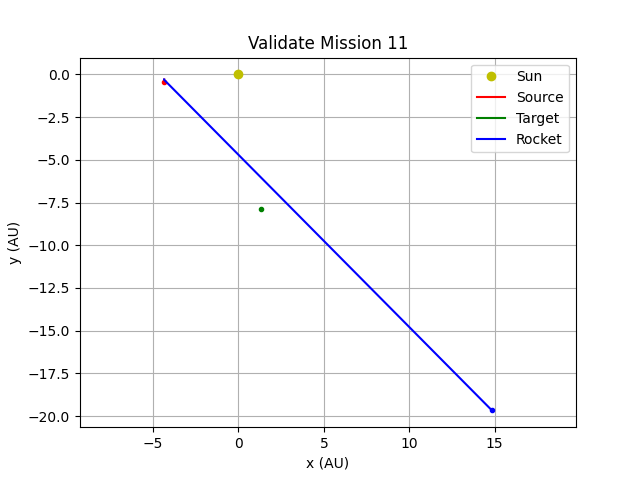 Validate Mission 11
Sun
Source
Target
Rocket
0.0
−2.5
−5.0
−7.5
−10.0
−12.5
−15.0
−17.5
−20.0
y (AU)
−5
0
5
10
15
x (AU)